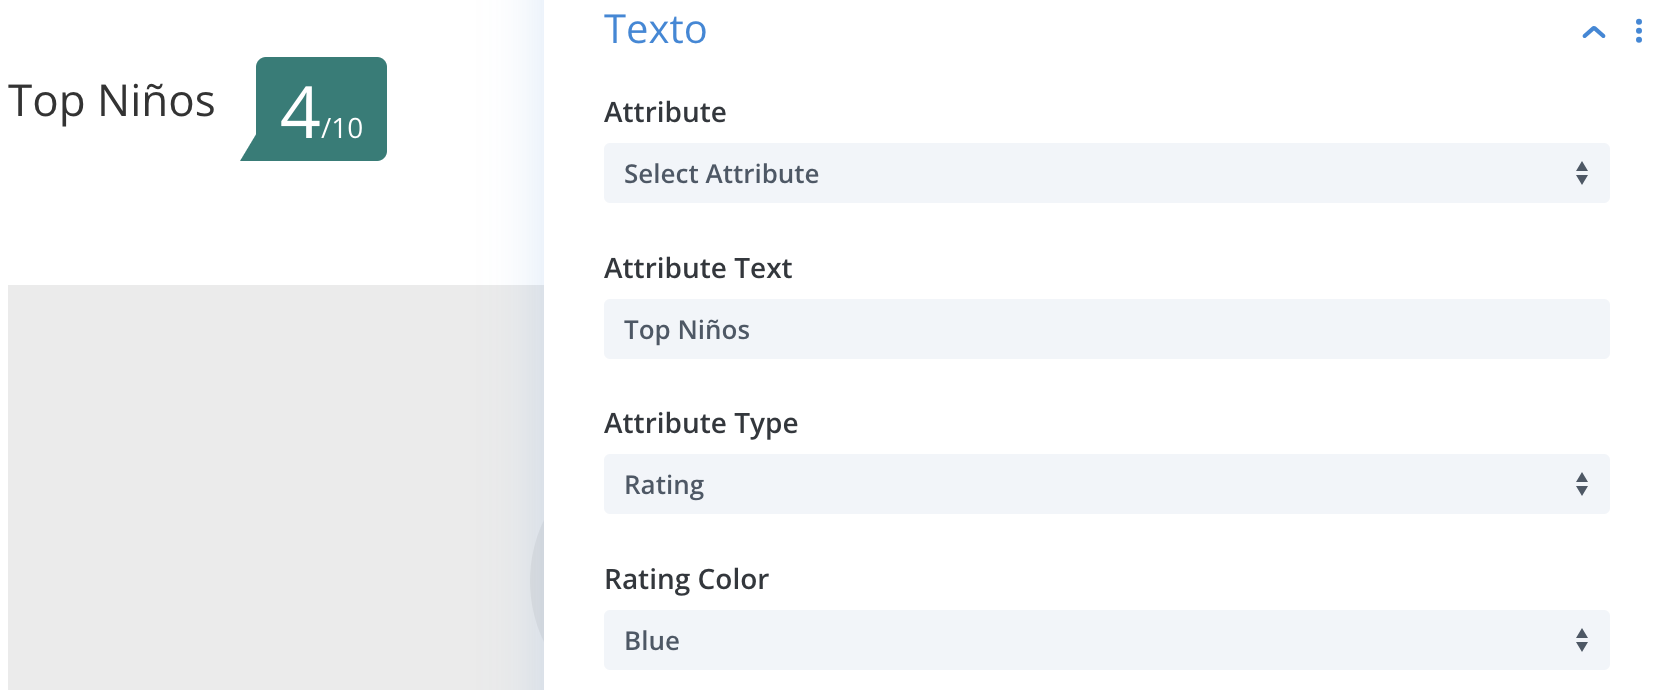 Top Niños
4/10
Texto
Attribute
Select Attribute
Attribute Text
Top Niños
Attribute Type
Rating
Rating Color
Blue